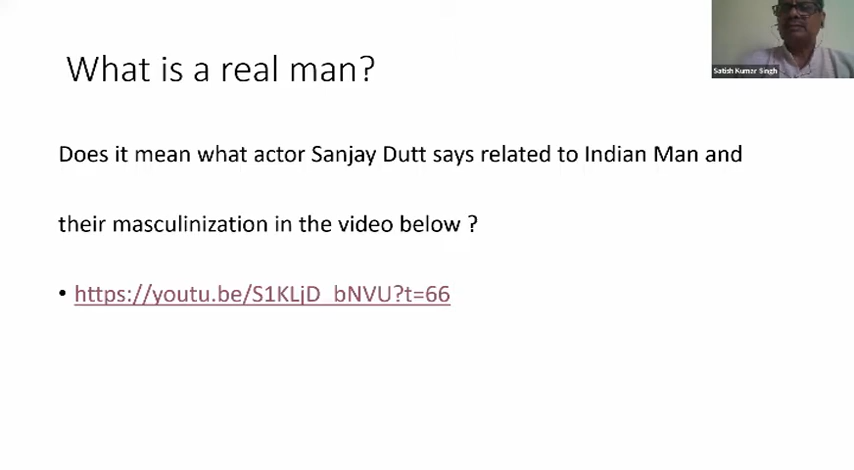 What is a real man?
Satish Kumar Singh
Does it mean what actor Sanjay Dutt says related to Indian Man and
their masculinization in the video below ?
• https://youtu.be/S1KLjD_bNVU?t=66